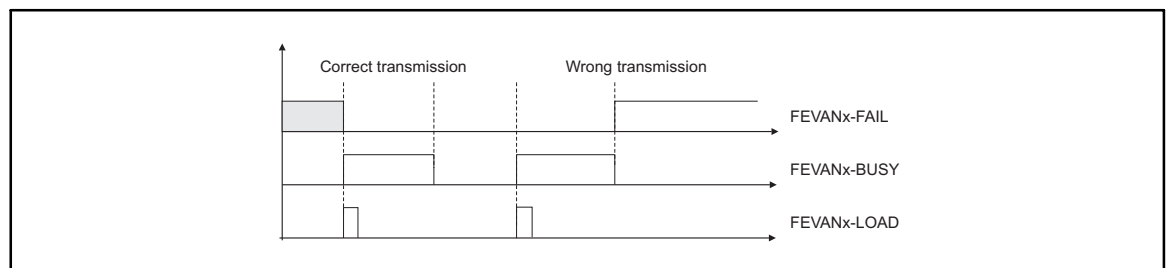 Correct transmission
Wrong transmission
FEVANx-FAIL
FEVANx-BUSY
FEVANx-LOAD